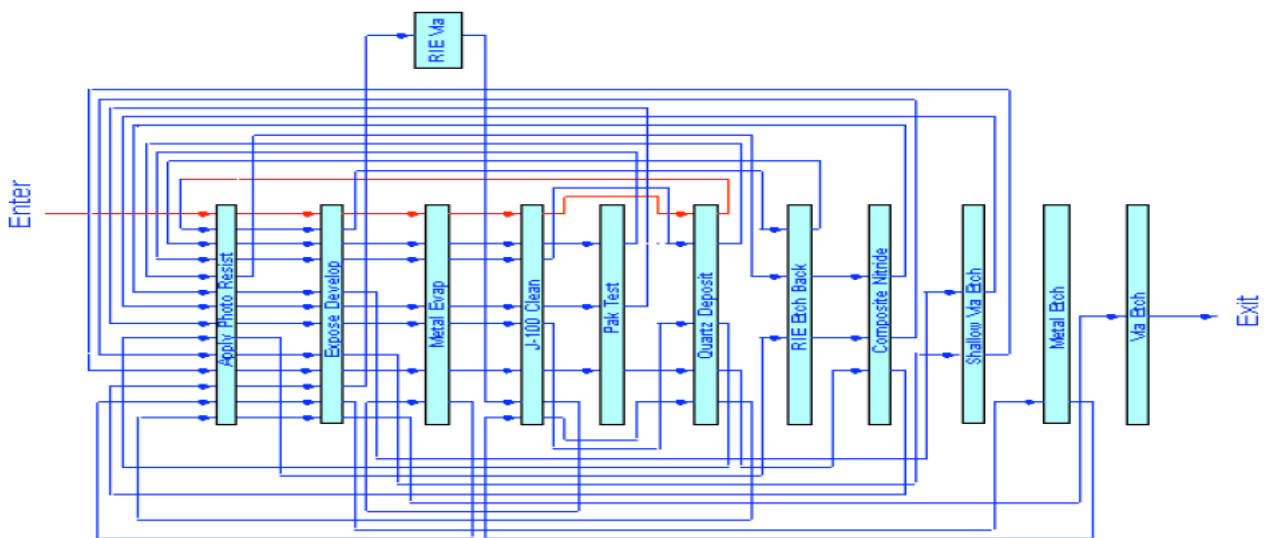 RIE Via
Enter
Apply Photo Resist
Expose Develop
Metal Evap
J-100 Clean
Pak Test
Quartz Deposit
RIE Etch Back
Composite Nitride
Shallow Via Etch
Metal Etch
Via Etch
Exit